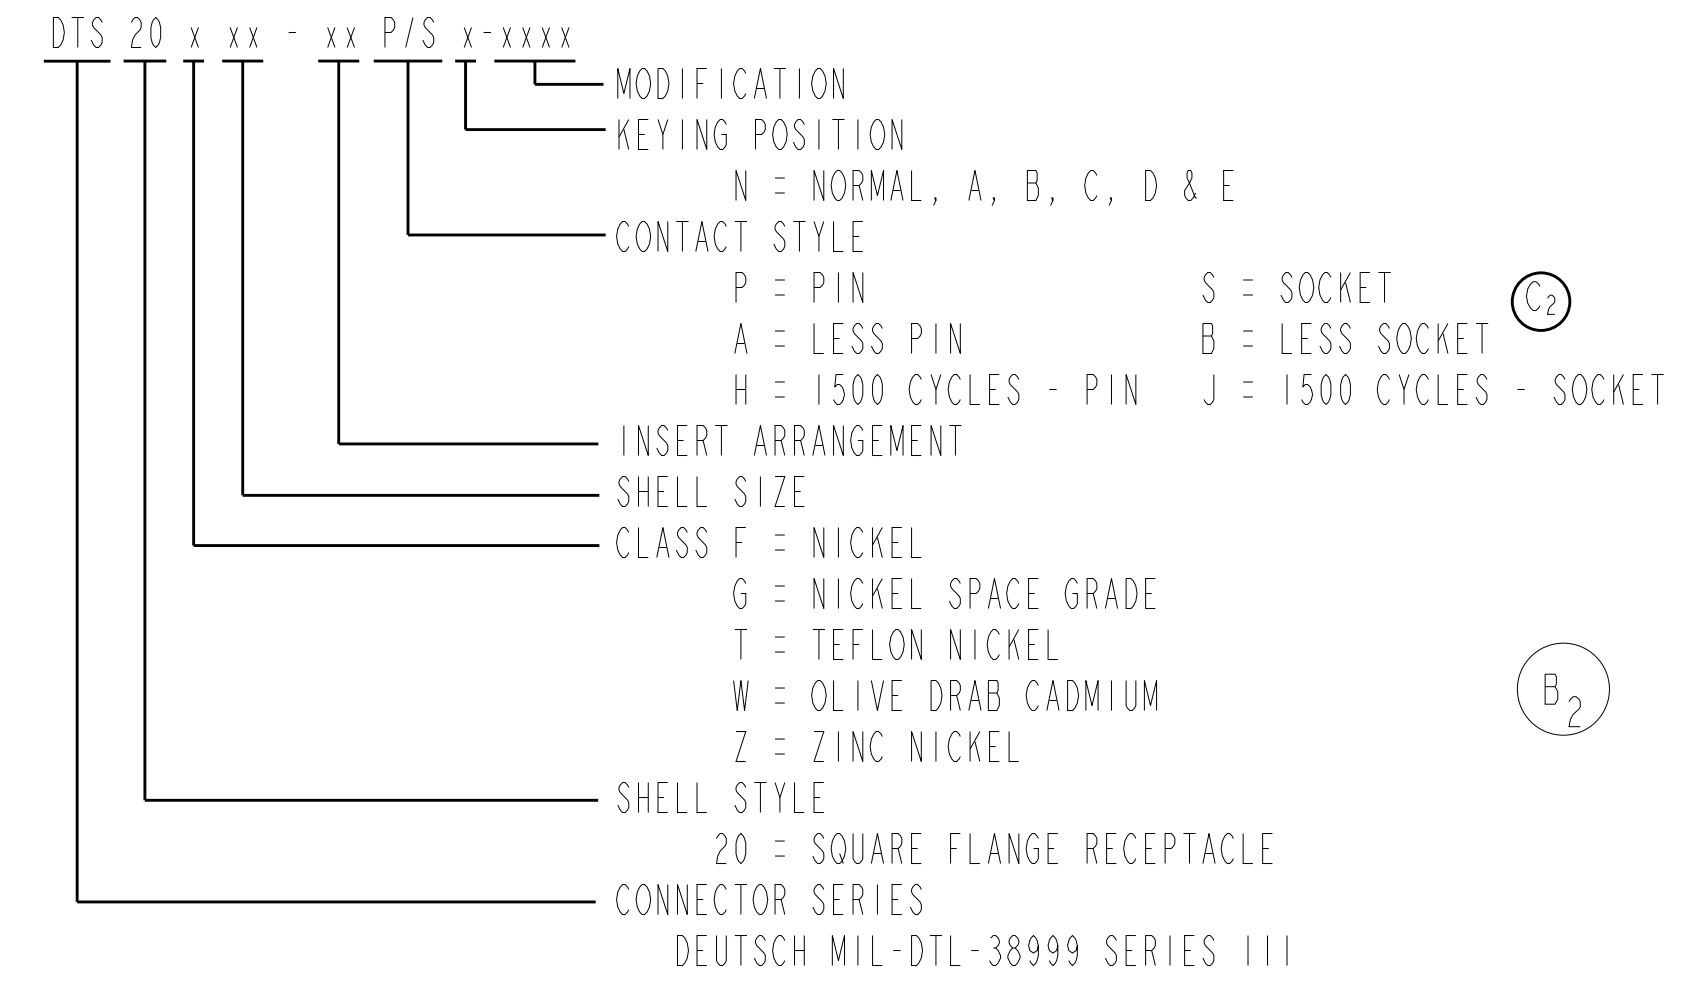 DTS 20 x xx - xx P/S x-xxxx
MODIFICATION
KEYING POSITION
N = NORMAL, A, B, C, D & E
CONTACT STYLE
P = PIN S = SOCKET
C2
A = LESS PIN B = LESS SOCKET
H = 1500 CYCLES - PIN J = 1500 CYCLES - SOCKET
INSERT ARRANGEMENT
SHELL SIZE
CLASS F = NICKEL
G = NICKEL SPACE GRADE
T = TEFLON NICKEL
W = OLIVE DRAB CADMIUM
B2
Z = ZINC NICKEL
SHELL STYLE
20 = SQUARE FLANGE RECEPTACLE
CONNECTOR SERIES
DEUTSCH MIL-DTL-38999 SERIES III